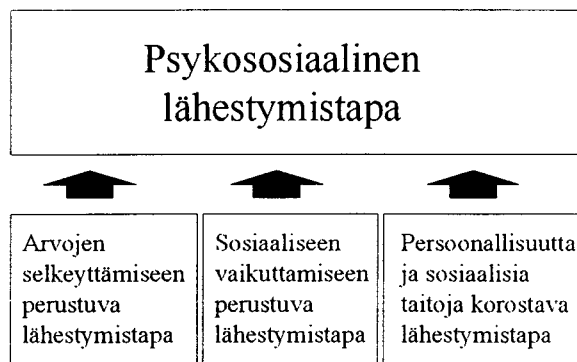 Psykososiaalinen
lähestymistapa
Arvojen
selkeyttämiseen
perustuva
lähestymistapa
Sosiaaliseen
vaikuttamiseen
perustuva
lähestymistapa
Persoonallisuutta
ja sosiaalisia
taitoja korostava
lähestymistapa